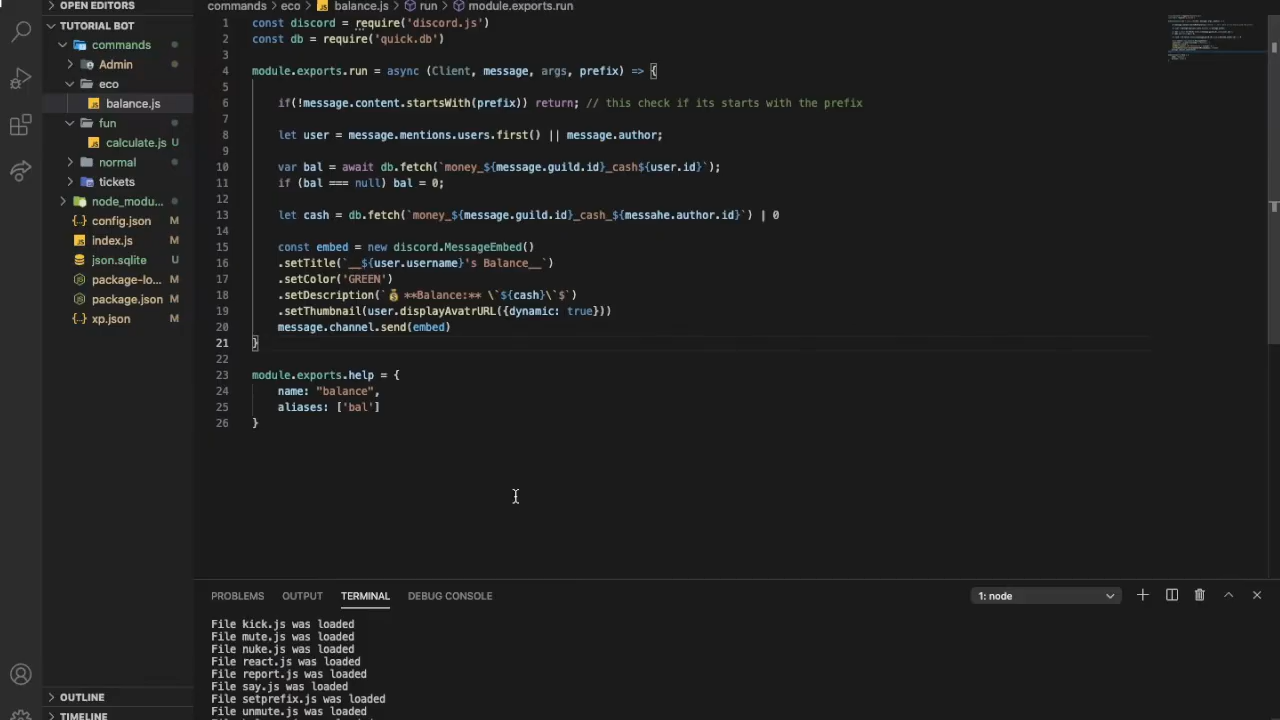 OPEN EDITORS
TUTORIAL BOT
commands
Admin
eco
balance.js
fun
calculate.js U
normal
tickets
node_modu...
config.json M
index.js M
json.sqlite U
package-lo... M
package.json M
xp.json M
OUTLINE
TIMELINE
commands > eco > balance.js > run > module.exports.run
1 const discord = require('discord.js')
2 const db = require('quick.db')
3
4 module.exports.run = async (Client, message, args, prefix) => {
5
6 if(!message.content.startsWith(prefix)) return; // this check if its starts with the prefix
7
8 let user = message.mentions.users.first() || message.author;
9
10 var bal = await db.fetch(`money_${message.guild.id}_cash${user.id}`);
11 if (bal === null) bal = 0;
12
13 let cash = db.fetch(`money_${message.guild.id}_cash_${messahe.author.id}`) | 0
14
15 const embed = new discord.MessageEmbed()
16 .setTitle(`__${user.username}'s Balance__`)
17 .setColor('GREEN')
18 .setDescription(`💰 **Balance:** \`${cash}\`$`)
19 .setThumbnail(user.displayAvatrURL({dynamic: true}))
20 message.channel.send(embed)
21 }
22
23 module.exports.help = {
24 name: "balance",
25 aliases: ['bal']
26 }
PROBLEMS OUTPUT TERMINAL DEBUG CONSOLE 1: node
File kick.js was loaded
File mute.js was loaded
File nuke.js was loaded
File react.js was loaded
File report.js was loaded
File say.js was loaded
File setprefix.js was loaded
File unmute.js was loaded